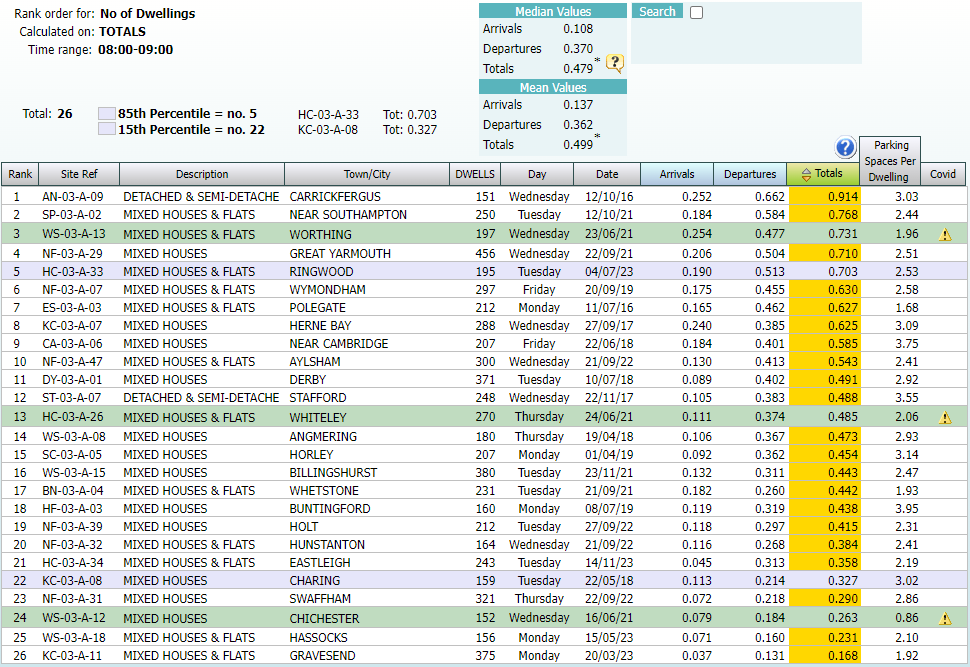 Rank order for: No of Dwellings
Calculated on: TOTALS
Time range: 08:00-09:00
Median Values
Arrivals 0.108
Departures 0.370
Totals 0.479 * ?
Mean Values
Arrivals 0.137
Departures 0.362
Totals 0.499 *
Search
Total: 26
85th Percentile = no. 5 HC-03-A-33 Tot: 0.703
15th Percentile = no. 22 KC-03-A-08 Tot: 0.327
?
Rank Site Ref Description Town/City DWELLS Day Date Arrivals Departures Totals Parking Spaces Per Dwelling Covid
1 AN-03-A-09 DETACHED & SEMI-DETACHE CARRICKFERGUS 151 Wednesday 12/10/16 0.252 0.662 0.914 3.03
2 SP-03-A-02 MIXED HOUSES & FLATS NEAR SOUTHAMPTON 250 Tuesday 12/10/21 0.184 0.584 0.768 2.44
3 WS-03-A-13 MIXED HOUSES & FLATS WORTHING 197 Wednesday 23/06/21 0.254 0.477 0.731 1.96
4 NF-03-A-29 MIXED HOUSES GREAT YARMOUTH 456 Wednesday 22/09/21 0.206 0.504 0.710 2.51
5 HC-03-A-33 MIXED HOUSES & FLATS RINGWOOD 195 Tuesday 04/07/23 0.190 0.513 0.703 2.53
6 NF-03-A-07 MIXED HOUSES & FLATS WYMONDHAM 297 Friday 20/09/19 0.175 0.455 0.630 2.58
7 ES-03-A-03 MIXED HOUSES & FLATS POLEGATE 212 Monday 11/07/16 0.165 0.462 0.627 1.68
8 KC-03-A-07 MIXED HOUSES HERNE BAY 288 Wednesday 27/09/17 0.240 0.385 0.625 3.09
9 CA-03-A-06 MIXED HOUSES NEAR CAMBRIDGE 207 Friday 22/06/18 0.184 0.401 0.585 3.75
10 NF-03-A-47 MIXED HOUSES & FLATS AYLSHAM 300 Wednesday 21/09/22 0.130 0.413 0.543 2.41
11 DY-03-A-01 MIXED HOUSES DERBY 371 Tuesday 10/07/18 0.089 0.402 0.491 2.92
12 ST-03-A-07 DETACHED & SEMI-DETACHE STAFFORD 248 Wednesday 22/11/17 0.105 0.383 0.488 3.55
13 HC-03-A-26 MIXED HOUSES & FLATS WHITELEY 270 Thursday 24/06/21 0.111 0.374 0.485 2.06
14 WS-03-A-08 MIXED HOUSES ANGMERING 180 Thursday 19/04/18 0.106 0.367 0.473 2.93
15 SC-03-A-05 MIXED HOUSES HORLEY 207 Monday 01/04/19 0.092 0.362 0.454 3.14
16 WS-03-A-15 MIXED HOUSES BILLINGSHURST 380 Tuesday 23/11/21 0.132 0.311 0.443 2.47
17 BN-03-A-04 MIXED HOUSES & FLATS WHETSTONE 231 Tuesday 21/09/21 0.182 0.260 0.442 1.93
18 HF-03-A-03 MIXED HOUSES BUNTINGFORD 160 Monday 08/07/19 0.119 0.319 0.438 3.95
19 NF-03-A-39 MIXED HOUSES HOLT 212 Tuesday 27/09/22 0.118 0.297 0.415 2.31
20 NF-03-A-32 MIXED HOUSES & FLATS HUNSTANTON 164 Wednesday 21/09/22 0.116 0.268 0.384 2.41
21 HC-03-A-34 MIXED HOUSES & FLATS EASTLEIGH 243 Tuesday 14/11/23 0.045 0.313 0.358 2.19
22 KC-03-A-08 MIXED HOUSES CHARING 159 Tuesday 22/05/18 0.113 0.214 0.327 3.02
23 NF-03-A-31 MIXED HOUSES SWAFFHAM 321 Thursday 22/09/22 0.072 0.218 0.290 2.86
24 WS-03-A-12 MIXED HOUSES CHICHESTER 152 Wednesday 16/06/21 0.079 0.184 0.263 0.86
25 WS-03-A-18 MIXED HOUSES & FLATS HASSOCKS 156 Monday 15/05/23 0.071 0.160 0.231 2.10
26 KC-03-A-11 MIXED HOUSES & FLATS GRAVESEND 375 Monday 20/03/23 0.037 0.131 0.168 1.92